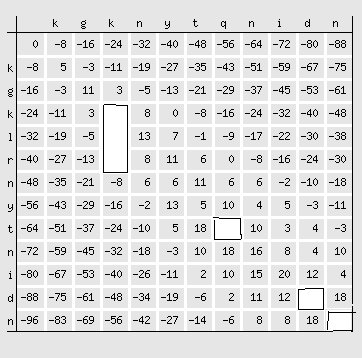 k g k n y t q n i d n
0 -8 -16 -24 -32 -40 -48 -56 -64 -72 -80 -88
k -8 5 -3 -11 -19 -27 -35 -43 -51 -59 -67 -75
g -16 -3 11 3 -5 -13 -21 -29 -37 -45 -53 -61
k -24 -11 3 8 0 -8 -16 -24 -32 -40 -48
l -32 -19 -5 13 7 -1 -9 -17 -22 -30 -38
r -40 -27 -13 8 11 6 0 -8 -16 -24 -30
n -48 -35 -21 -8 6 6 11 6 6 -2 -10 -18
y -56 -43 -29 -16 -2 13 5 10 4 5 -3 -11
t -64 -51 -37 -24 -10 5 18 10 3 4 -3
n -72 -59 -45 -32 -18 -3 10 18 16 8 4 10
i -80 -67 -53 -40 -26 -11 2 10 15 20 12 4
d -88 -75 -61 -48 -34 -19 -6 2 11 12 18
n -96 -83 -69 -56 -42 -27 -14 -6 8 8 18